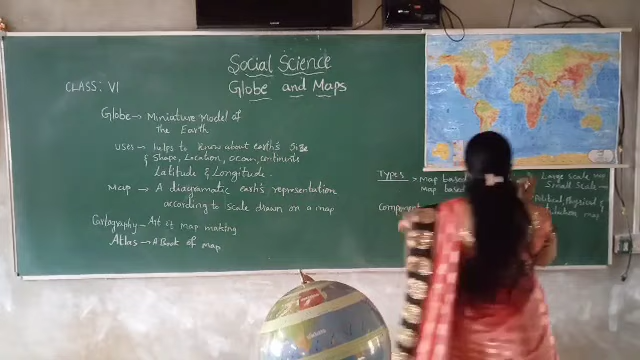 Social Science
CLASS: VI
Globe and Maps
Globe → Miniature Model of
the Earth
uses → helps to know about earth's Size
& Shape, Location, Ocean, continents
Latitude & Longitude.
Map → A diagramatic earth's representation
according to scale drawn on a map
Cartography → Art of map making
Atlas → A Book of map
Types → Map based
Map based
Large scale map
Small scale
Political, Physical &
map